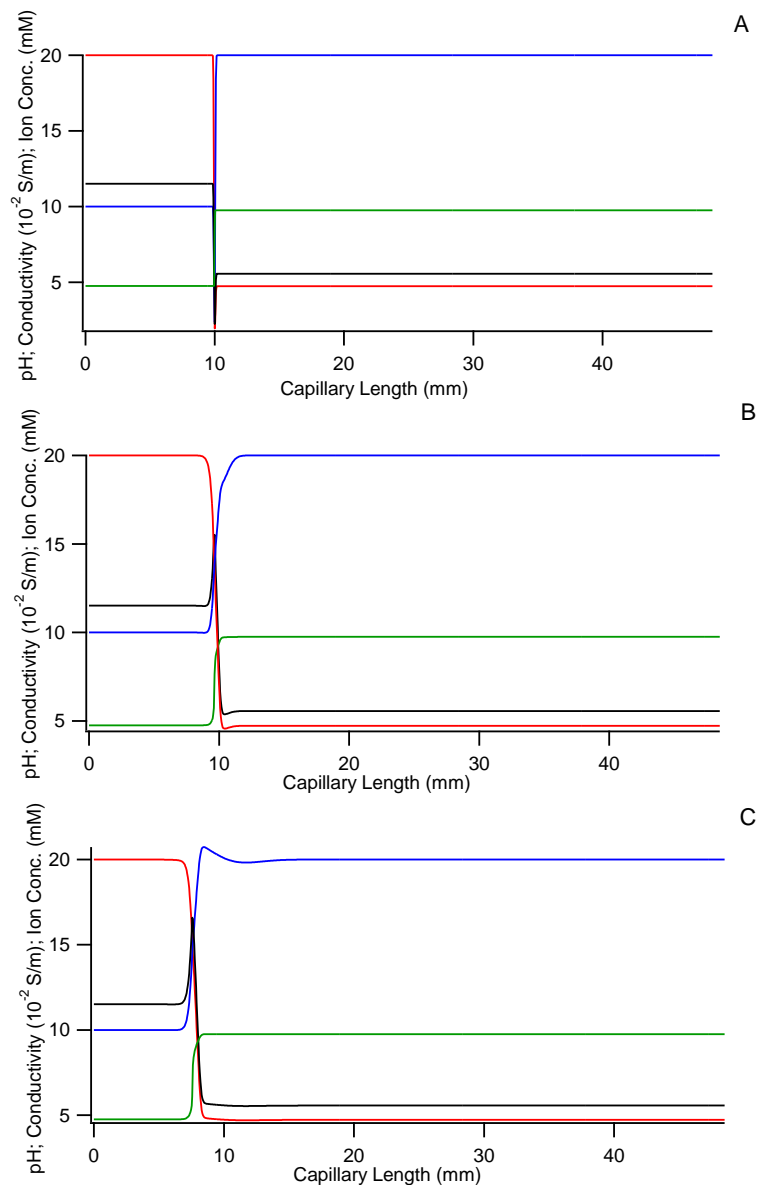 A
pH; Conductivity (10⁻² S/m); Ion Conc. (mM)
20
15
10
5
0 10 20 30 40
Capillary Length (mm)
B
pH; Conductivity (10⁻² S/m); Ion Conc. (mM)
20
15
10
5
0 10 20 30 40
Capillary Length (mm)
C
pH; Conductivity (10⁻² S/m); Ion Conc. (mM)
20
15
10
5
0 10 20 30 40
Capillary Length (mm)